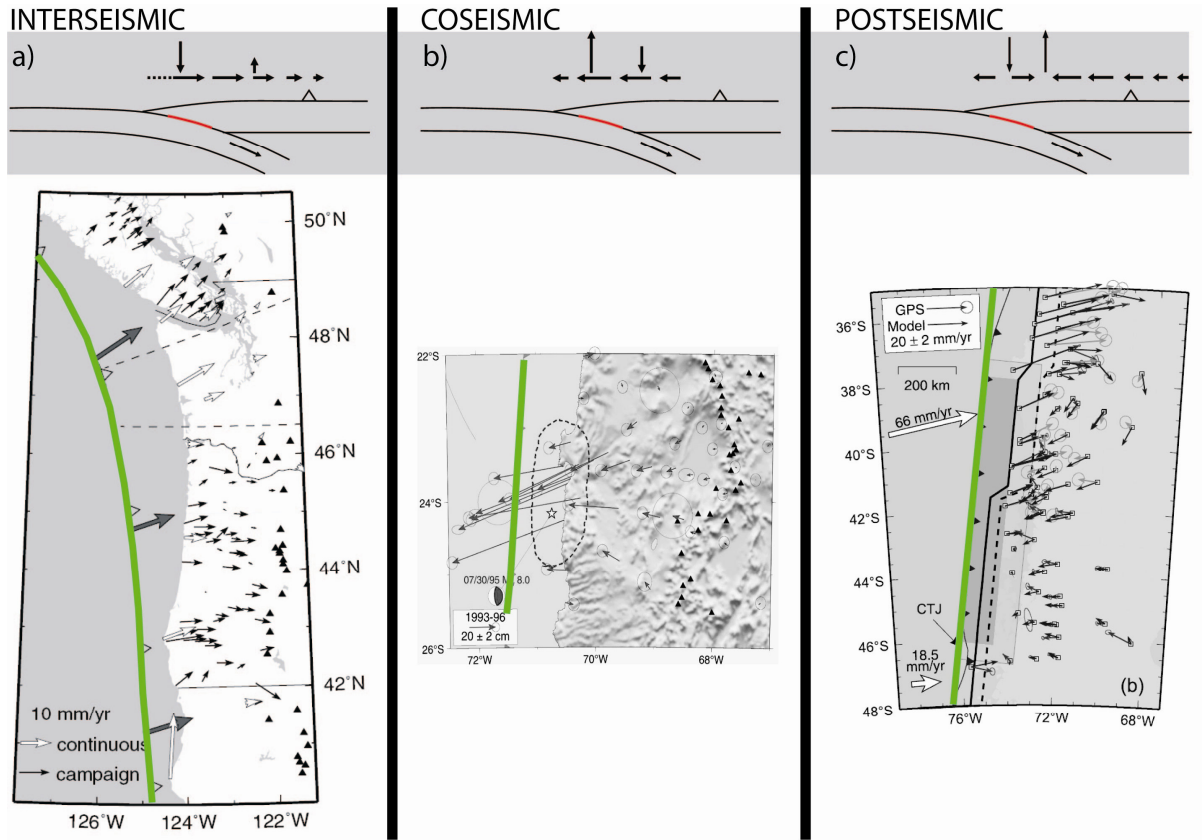 INTERSEISMIC
COSEISMIC
POSTSEISMIC
a)
b)
c)
50°N
48°N
46°N
44°N
42°N
10 mm/yr
continuous
campaign
126°W
124°W
122°W
22°S
24°S
26°S
07/30/95 M 8.0
1993-96
20 ± 2 cm
72°W
70°W
68°W
GPS
Model
20 ± 2 mm/yr
200 km
66 mm/yr
36°S
38°S
40°S
42°S
44°S
46°S
48°S
CTJ
18.5
mm/yr
(b)
76°W
72°W
68°W